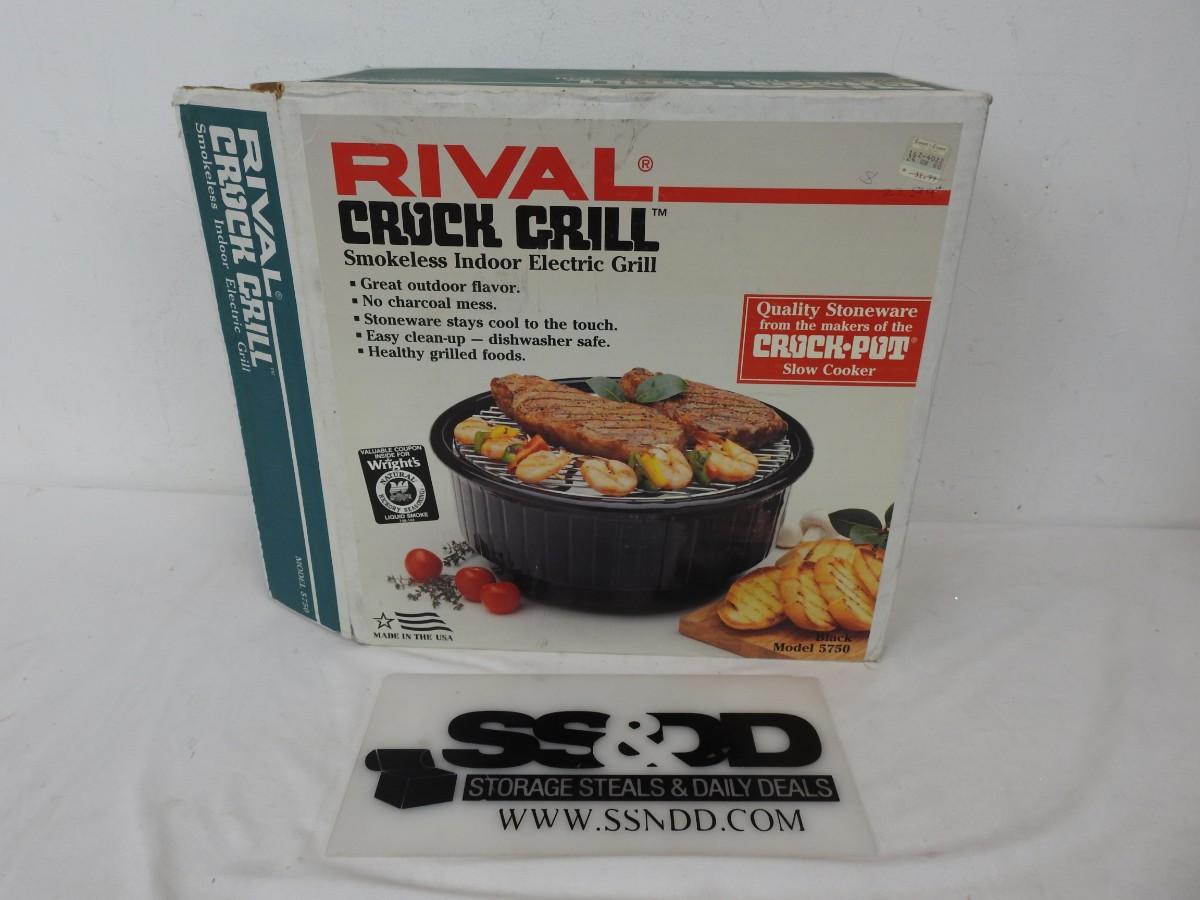 RIVAL®
CROCK GRILL™
Smokeless Indoor Electric Grill
▪ Great outdoor flavor.
▪ No charcoal mess.
▪ Stoneware stays cool to the touch.
▪ Easy clean-up — dishwasher safe.
▪ Healthy grilled foods.
Quality Stoneware
from the makers of the
CROCK•POT®
Slow Cooker
VALUABLE COUPON
INSIDE FOR
Wright's
NATURAL
HICKORY SEASONING
LIQUID SMOKE
MADE IN THE USA
Black
Model 5750
RIVAL®
CROCK GRILL™
Smokeless Indoor Electric Grill
MODEL 5750
SS&DD
STORAGE STEALS & DAILY DEALS
WWW.SSNDD.COM